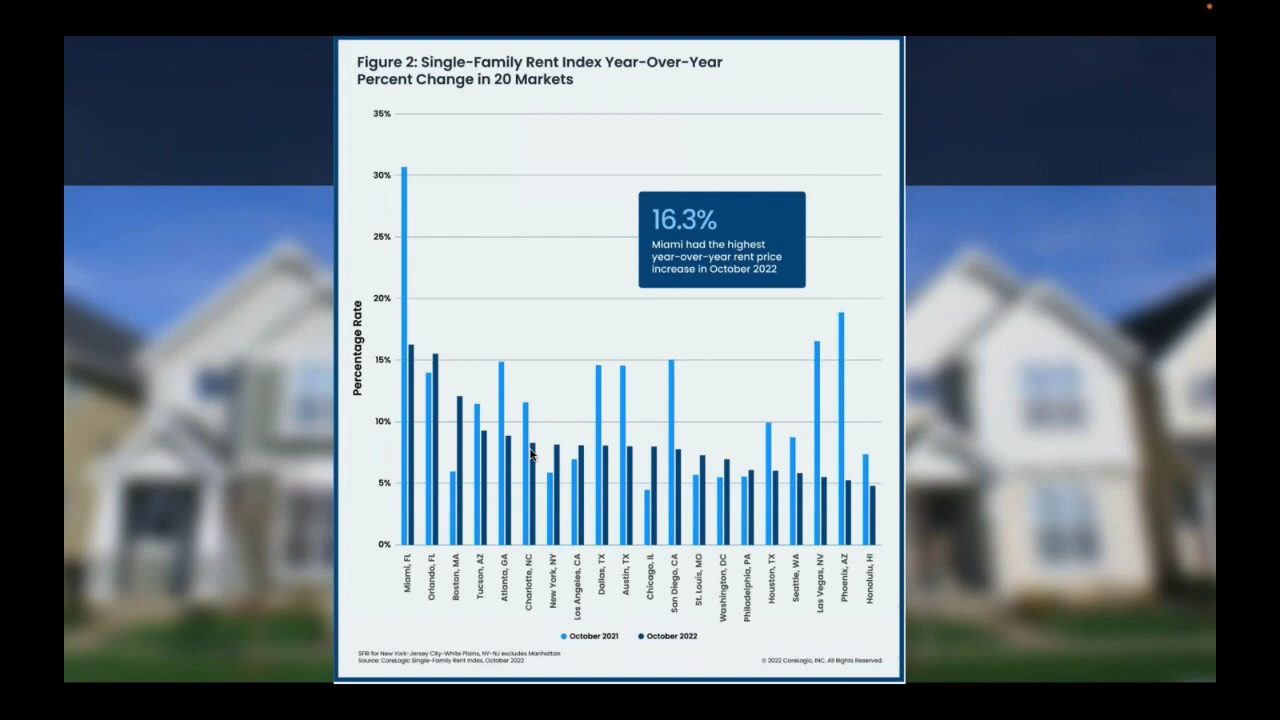 Figure 2: Single-Family Rent Index Year-Over-Year
Percent Change in 20 Markets
35%
30%
25%
20%
15%
10%
5%
0%
Percentage Rate
16.3%
Miami had the highest
year-over-year rent price
increase in October 2022
Miami, FL
Orlando, FL
Boston, MA
Tucson, AZ
Atlanta, GA
Charlotte, NC
New York, NY
Los Angeles, CA
Dallas, TX
Austin, TX
Chicago, IL
San Diego, CA
St. Louis, MO
Washington, DC
Philadelphia, PA
Houston, TX
Seattle, WA
Las Vegas, NV
Phoenix, AZ
Honolulu, HI
October 2021
October 2022
SFRI for New York-Jersey City-White Plains, NY-NJ excludes Manhattan
Source: CoreLogic Single-Family Rent Index, October 2022
© 2022 CoreLogic, INC. All Rights Reserved.